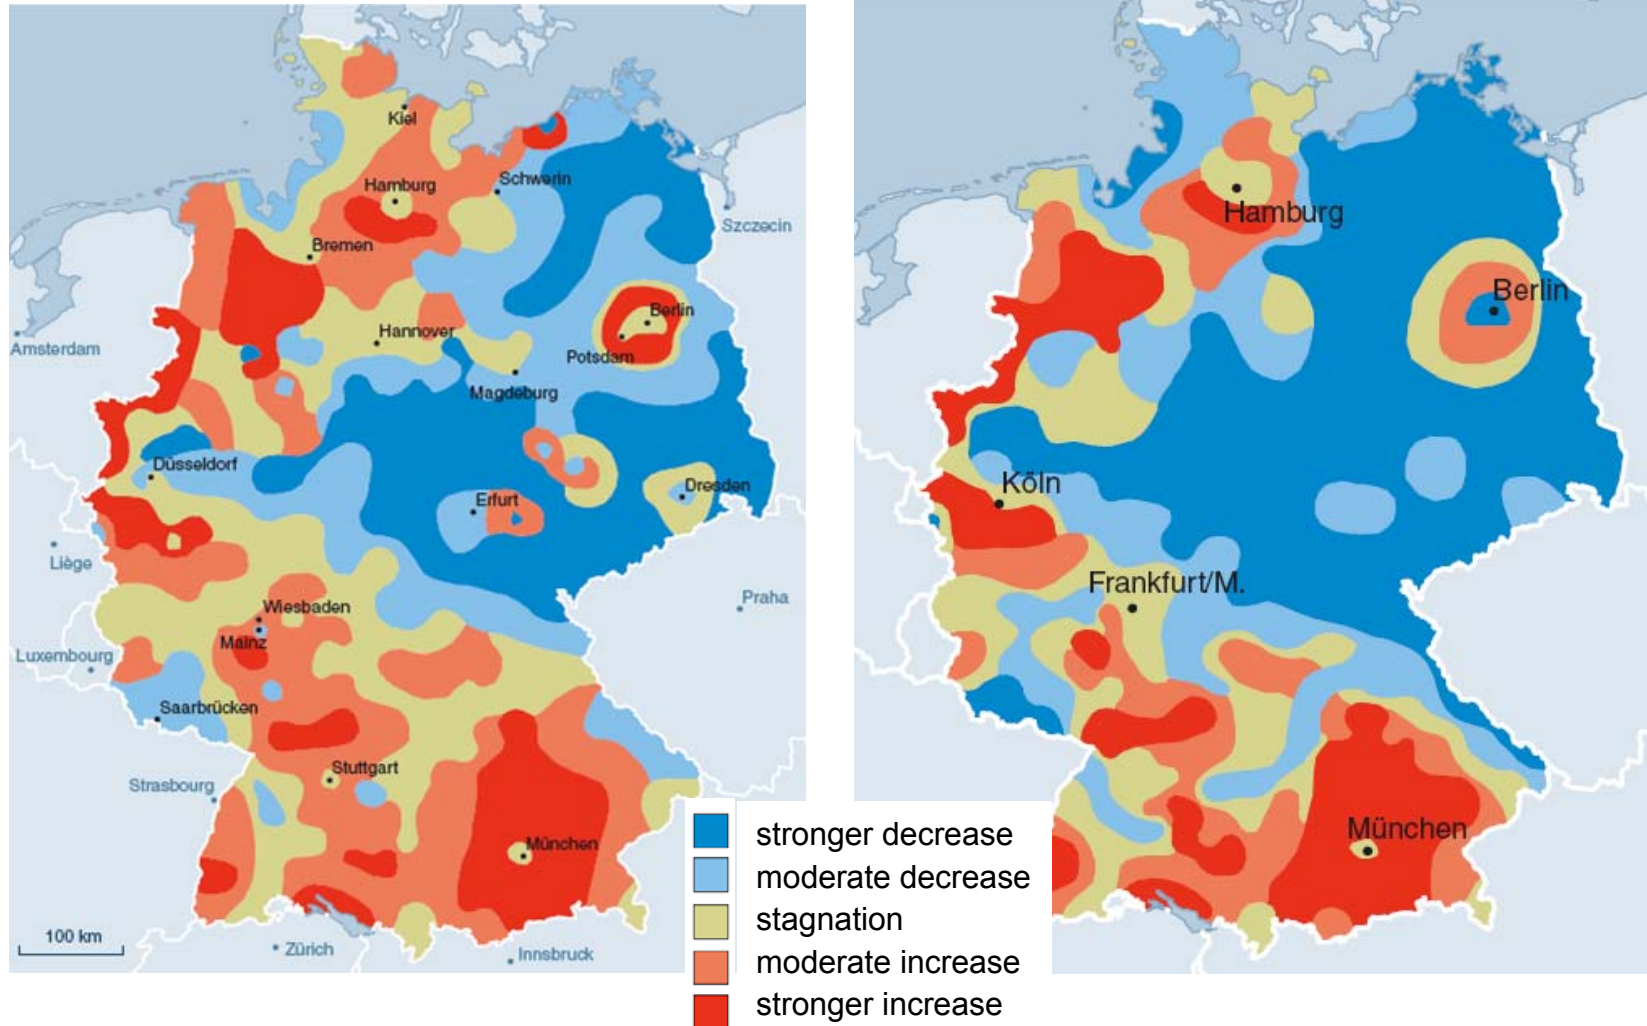 Kiel
Hamburg
Schwerin
Szczecin
Bremen
Berlin
Hannover
Potsdam
Amsterdam
Magdeburg
Düsseldorf
Dresden
Erfurt
Liège
Wiesbaden
Praha
Mainz
Luxembourg
Saarbrücken
Stuttgart
Strasbourg
München
100 km
Zürich
Innsbruck
Hamburg
Berlin
Köln
Frankfurt/M.
München
stronger decrease
moderate decrease
stagnation
moderate increase
stronger increase